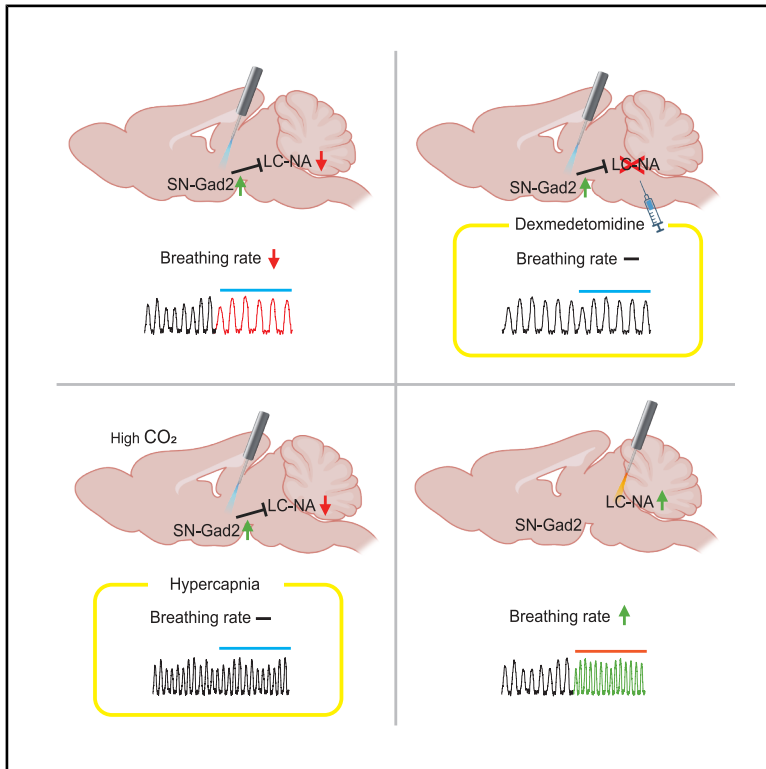 LC-NA
SN-Gad2
Breathing rate
LC-NA
SN-Gad2
Dexmedetomidine
Breathing rate
High CO₂
LC-NA
SN-Gad2
Hypercapnia
Breathing rate
LC-NA
SN-Gad2
Breathing rate